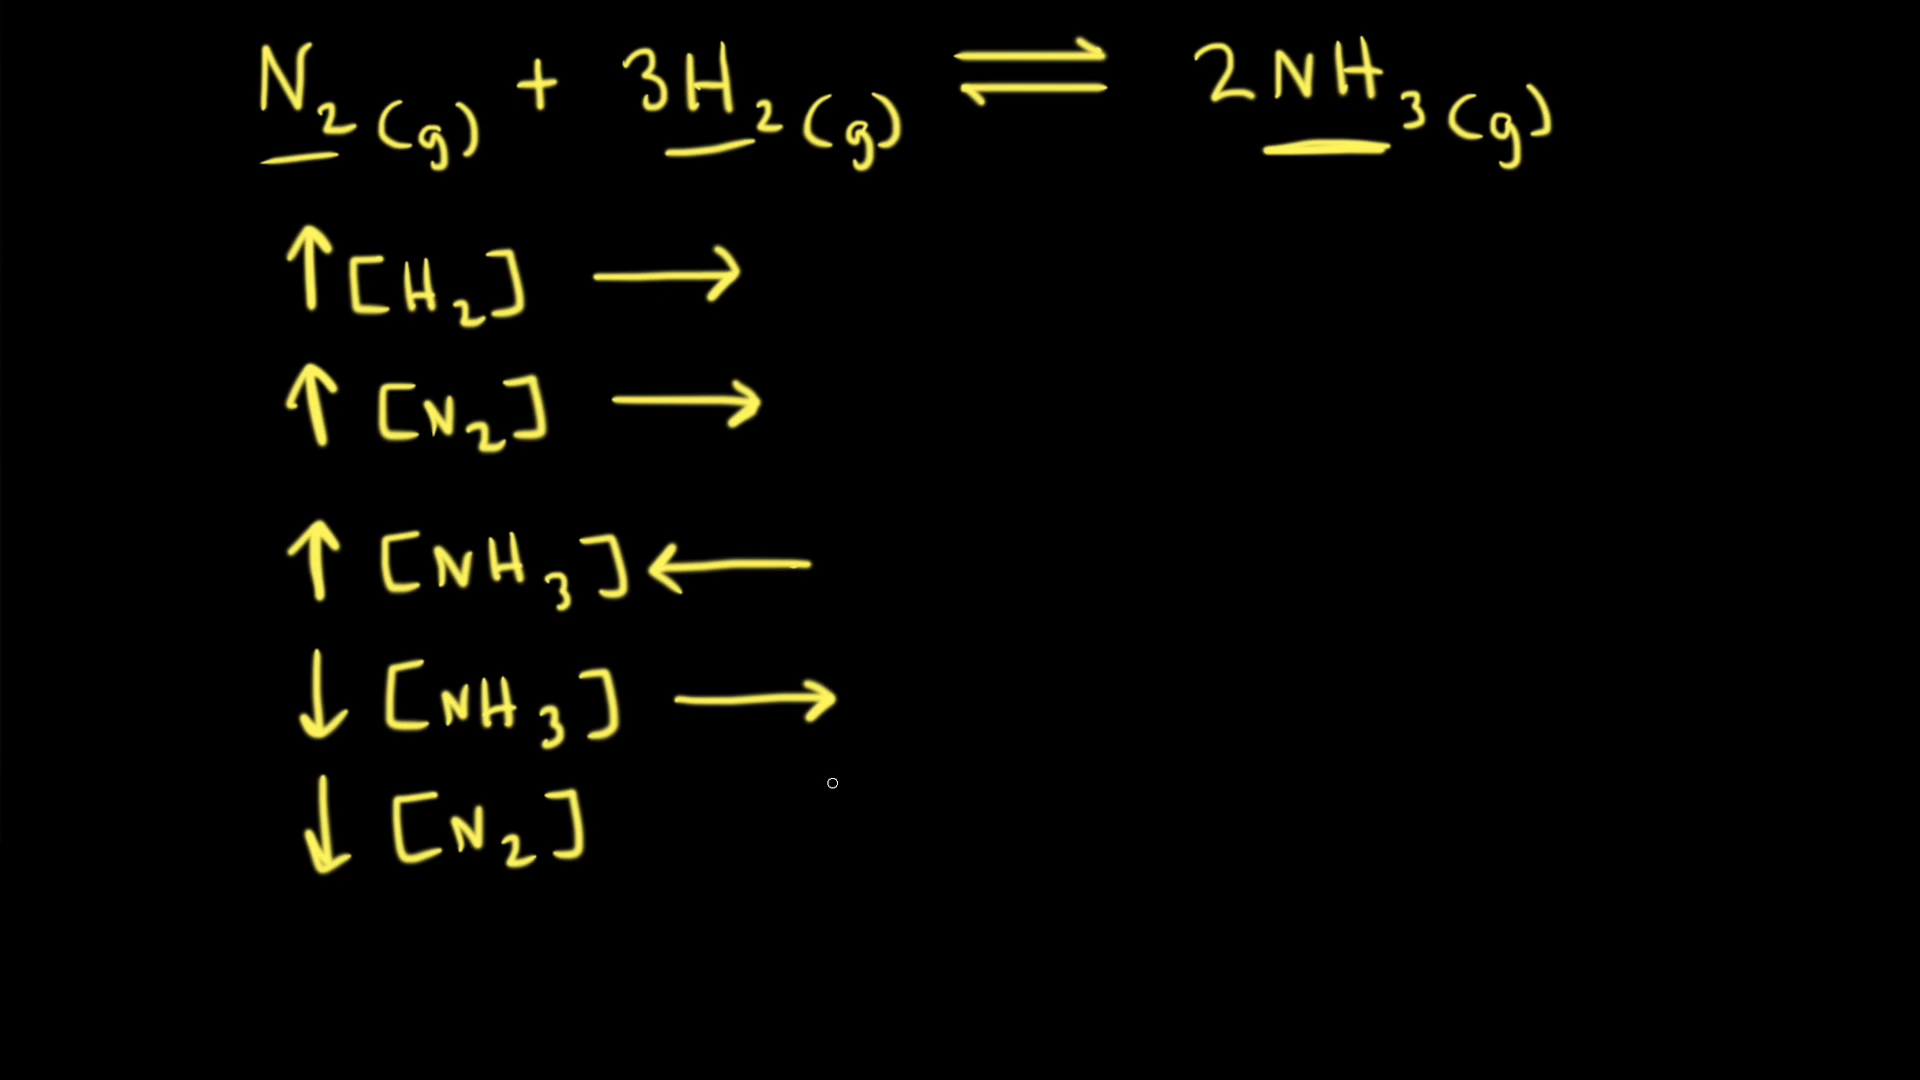 N₂(g) + 3H₂(g) ⇌ 2NH₃(g)
↑ [H₂] →
↑ [N₂] →
↑ [NH₃] ←
↓ [NH₃] →
↓ [N₂]